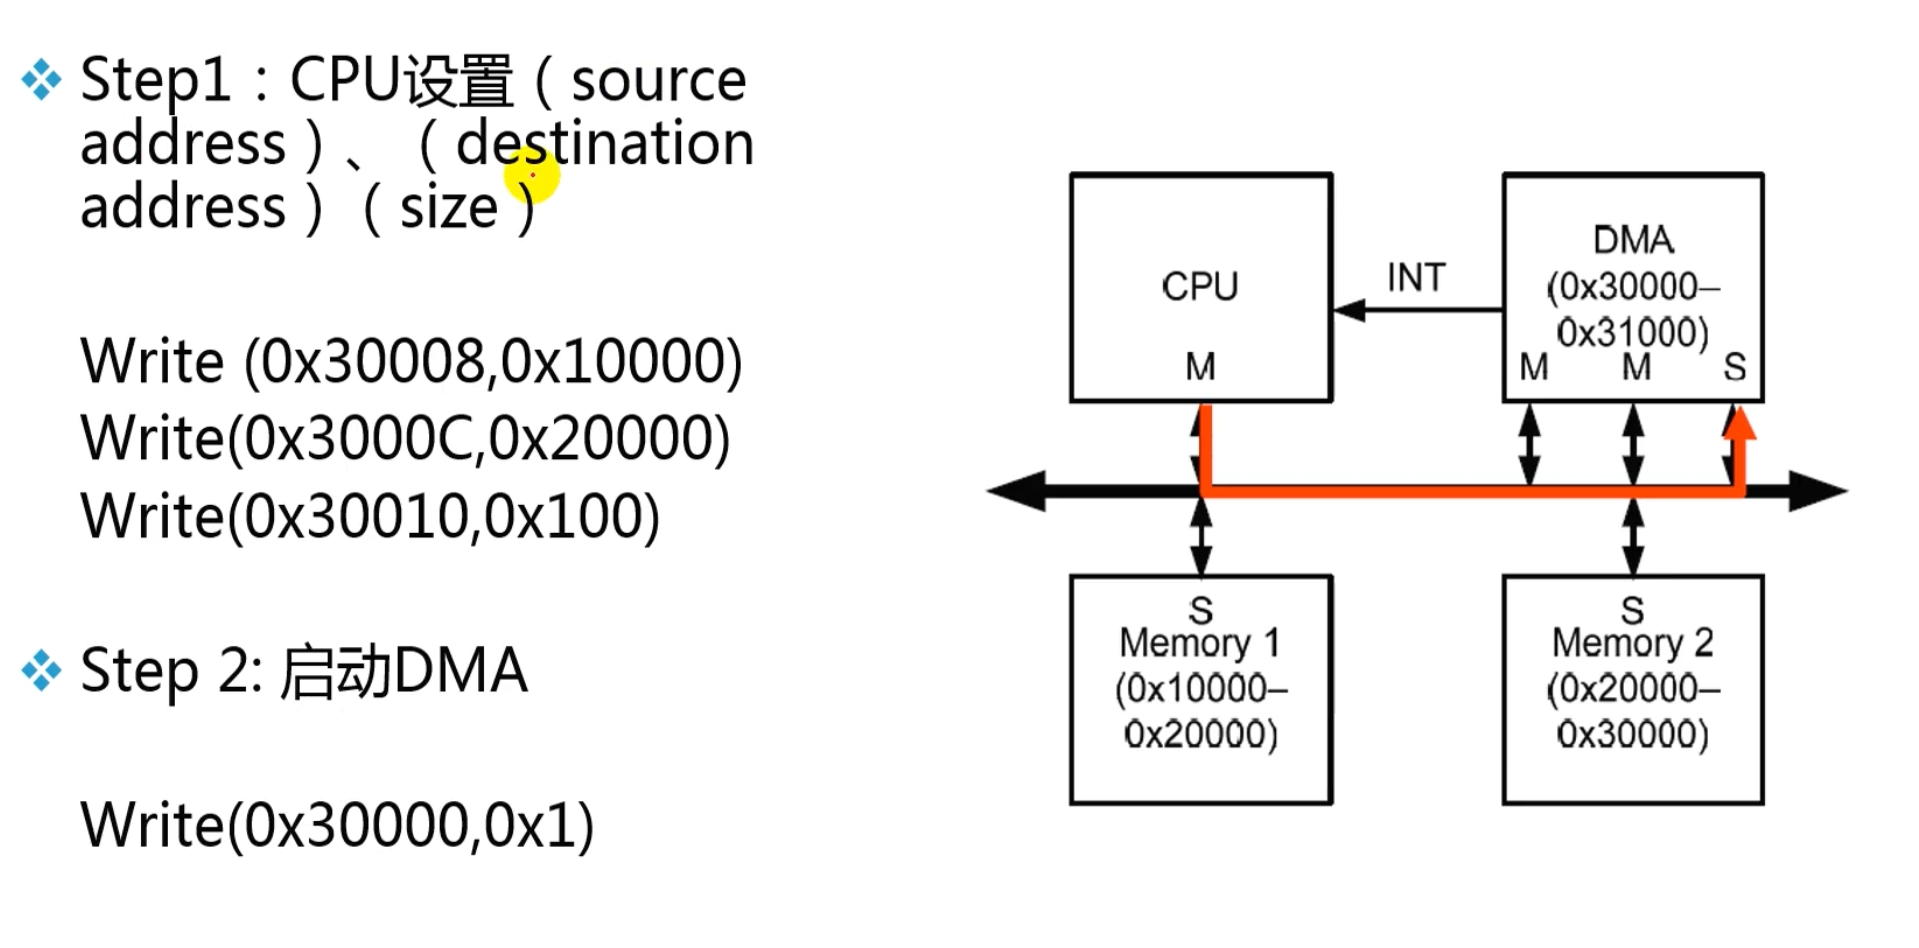 Step1：CPU设置（source
address）、（destination
address）（size）
Write (0x30008,0x10000)
Write(0x3000C,0x20000)
Write(0x30010,0x100)
Step 2: 启动DMA
Write(0x30000,0x1)
CPU
M
INT
DMA
(0x30000–
0x31000)
M M S
S
Memory 1
(0x10000–
0x20000)
S
Memory 2
(0x20000–
0x30000)